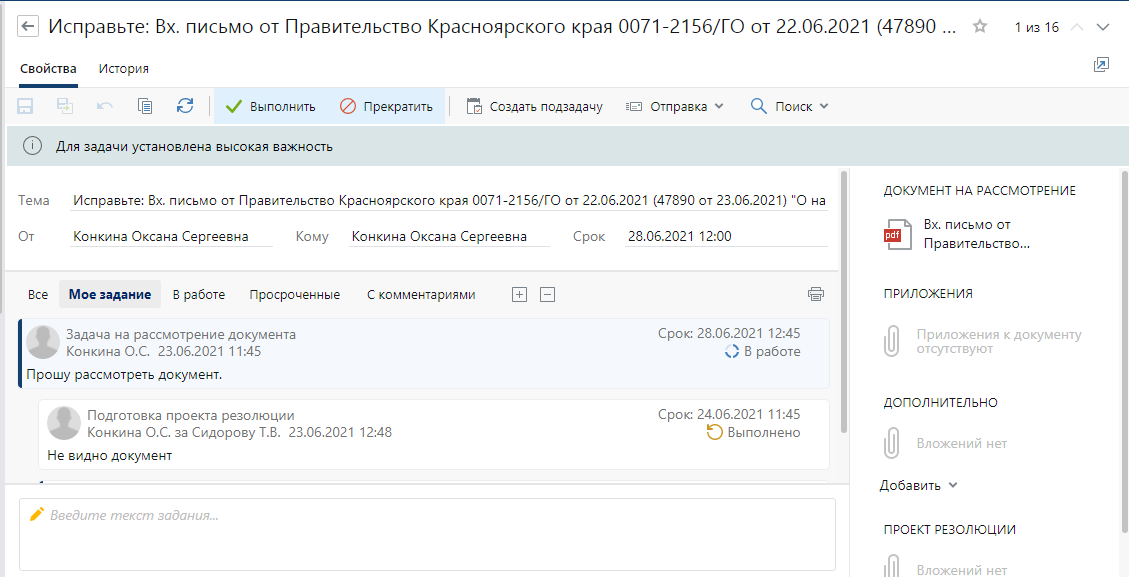 Исправьте: Вх. письмо от Правительство Красноярского края 0071-2156/ГО от 22.06.2021 (47890 ...
1 из 16
Свойства История
Выполнить Прекратить Создать подзадачу Отправка Поиск
Для задачи установлена высокая важность
Тема Исправьте: Вх. письмо от Правительство Красноярского края 0071-2156/ГО от 22.06.2021 (47890 от 23.06.2021) "О на
От Конкина Оксана Сергеевна Кому Конкина Оксана Сергеевна Срок 28.06.2021 12:00
Все Мое задание В работе Просроченные С комментариями
Задача на рассмотрение документа Срок: 28.06.2021 12:45
Конкина О.С. 23.06.2021 11:45 В работе
Прошу рассмотреть документ.
Подготовка проекта резолюции Срок: 24.06.2021 11:45
Конкина О.С. за Сидорову Т.В. 23.06.2021 12:48 Выполнено
Не видно документ
Введите текст задания...
ДОКУМЕНТ НА РАССМОТРЕНИЕ
pdf
Вх. письмо от
Правительство...
ПРИЛОЖЕНИЯ
Приложения к документу
отсутствуют
ДОПОЛНИТЕЛЬНО
Вложений нет
Добавить
ПРОЕКТ РЕЗОЛЮЦИИ
Вложений нет